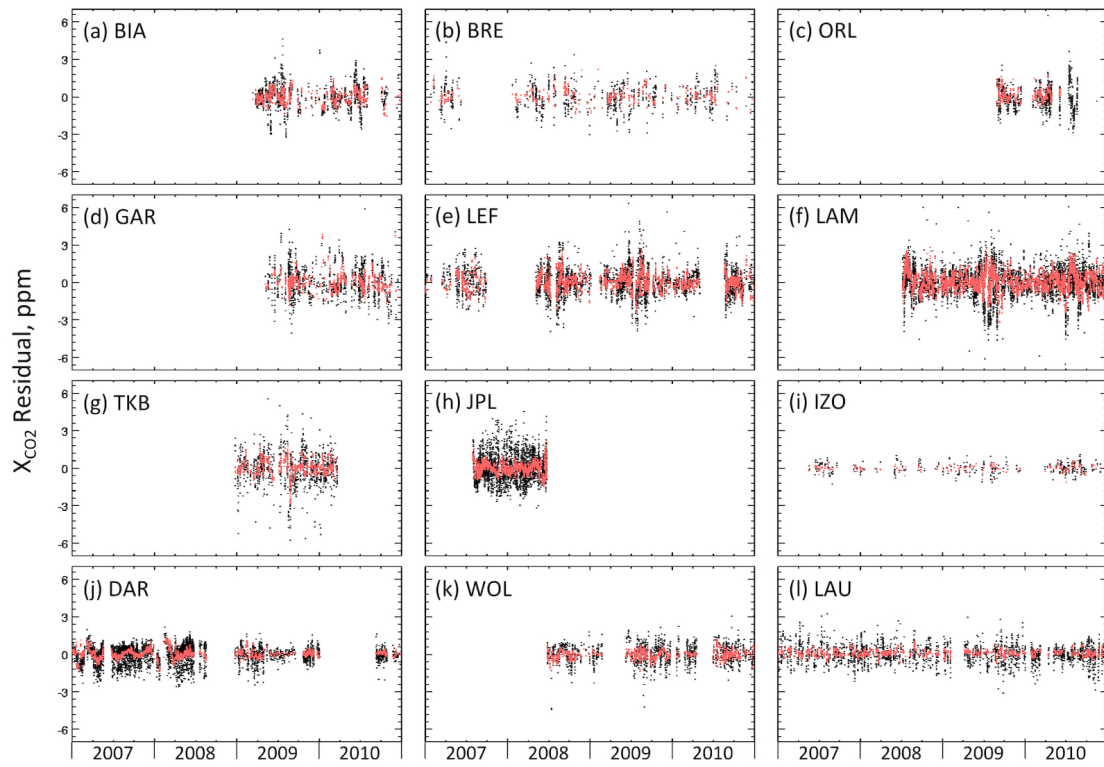 (a) BIA
(b) BRE
(c) ORL
6
3
0
-3
-6
(d) GAR
(e) LEF
(f) LAM
6
3
0
-3
-6
(g) TKB
(h) JPL
(i) IZO
6
3
0
-3
-6
(j) DAR
(k) WOL
(l) LAU
6
3
0
-3
-6
2007 2008 2009 2010
2007 2008 2009 2010
2007 2008 2009 2010
XCO2 Residual, ppm